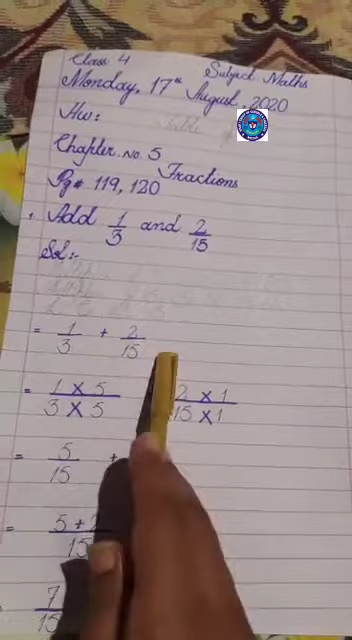 Class 4 Subject. Maths
Monday, 17th August, 2020
Hw:
Chapter. No. 5
Fractions
Pg# 119, 120
Add 1/3 and 2/15
Sol:-
= 1/3 + 2/15
= 1 × 5 / 3 × 5 2 × 1 / 15 × 1
= 5/15 +
= 5 + 2 / 15
7/15